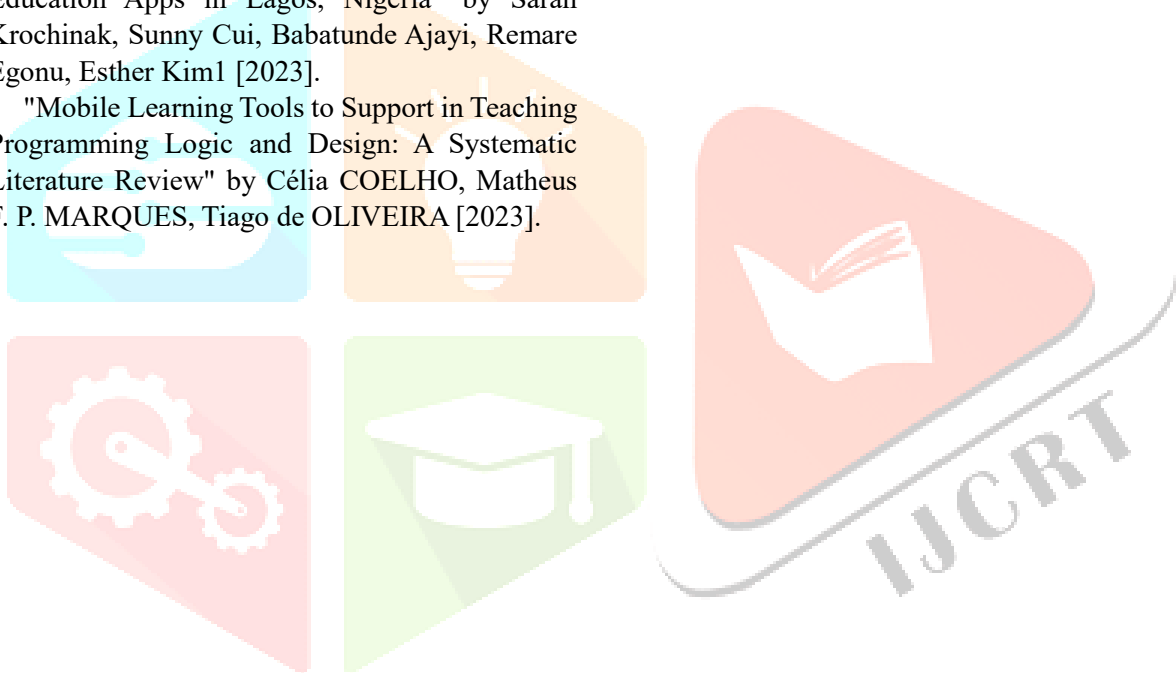 Education Apps in Lagos, Nigeria" by Sarah
Krochinak, Sunny Cui, Babatunde Ajayi, Remare
Egonu, Esther Kim1 [2023].
"Mobile Learning Tools to Support in Teaching
Programming Logic and Design: A Systematic
Literature Review" by Célia COELHO, Matheus
F. P. MARQUES, Tiago de OLIVEIRA [2023].
IJCRT